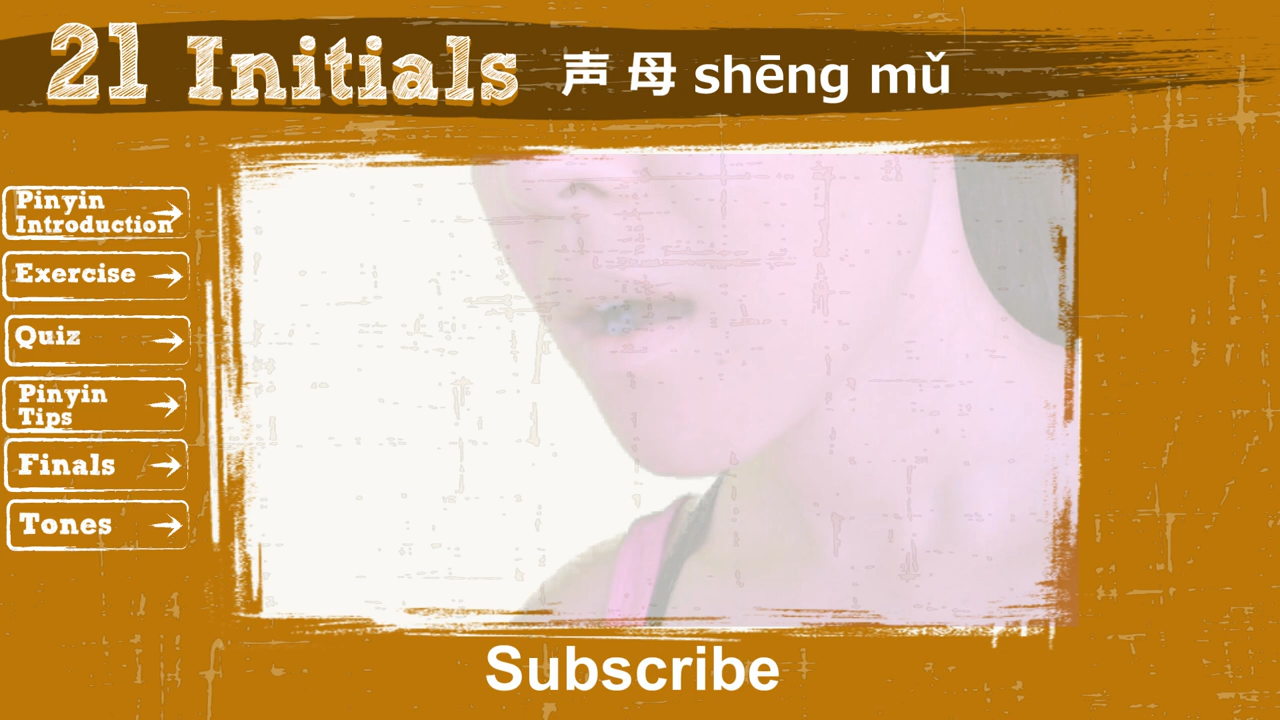 21 Initials 声 母 shēng mǔ
Pinyin
Introduction
Exercise
Quiz
Pinyin
Tips
Finals
Tones
Subscribe